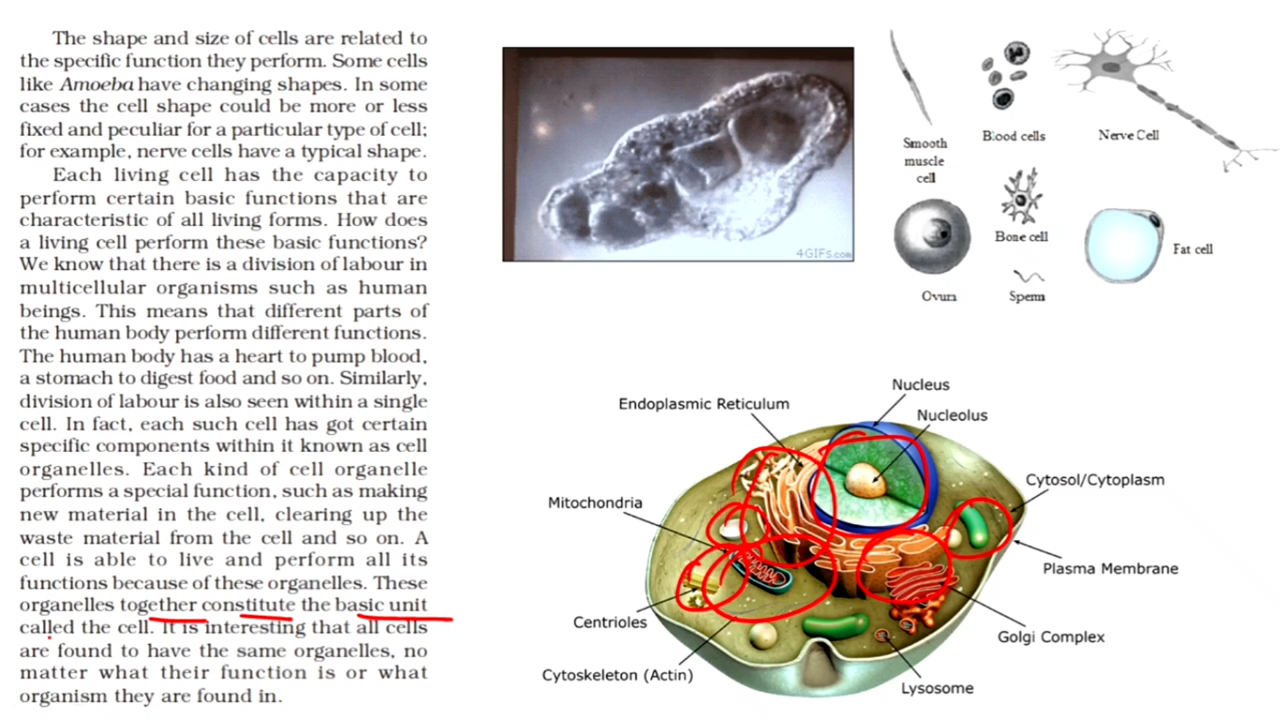 The shape and size of cells are related to
the specific function they perform. Some cells
like Amoeba have changing shapes. In some
cases the cell shape could be more or less
fixed and peculiar for a particular type of cell;
for example, nerve cells have a typical shape.
Each living cell has the capacity to
perform certain basic functions that are
characteristic of all living forms. How does
a living cell perform these basic functions?
We know that there is a division of labour in
multicellular organisms such as human
beings. This means that different parts of
the human body perform different functions.
The human body has a heart to pump blood,
a stomach to digest food and so on. Similarly,
division of labour is also seen within a single
cell. In fact, each such cell has got certain
specific components within it known as cell
organelles. Each kind of cell organelle
performs a special function, such as making
new material in the cell, clearing up the
waste material from the cell and so on. A
cell is able to live and perform all its
functions because of these organelles. These
organelles together constitute the basic unit
called the cell. It is interesting that all cells
are found to have the same organelles, no
matter what their function is or what
organism they are found in.
4GIFs.com
Smooth
muscle
cell
Blood cells
Nerve Cell
Bone cell
Fat cell
Ovum
Sperm
Nucleus
Endoplasmic Reticulum
Nucleolus
Cytosol/Cytoplasm
Mitochondria
Plasma Membrane
Centrioles
Golgi Complex
Cytoskeleton (Actin)
Lysosome